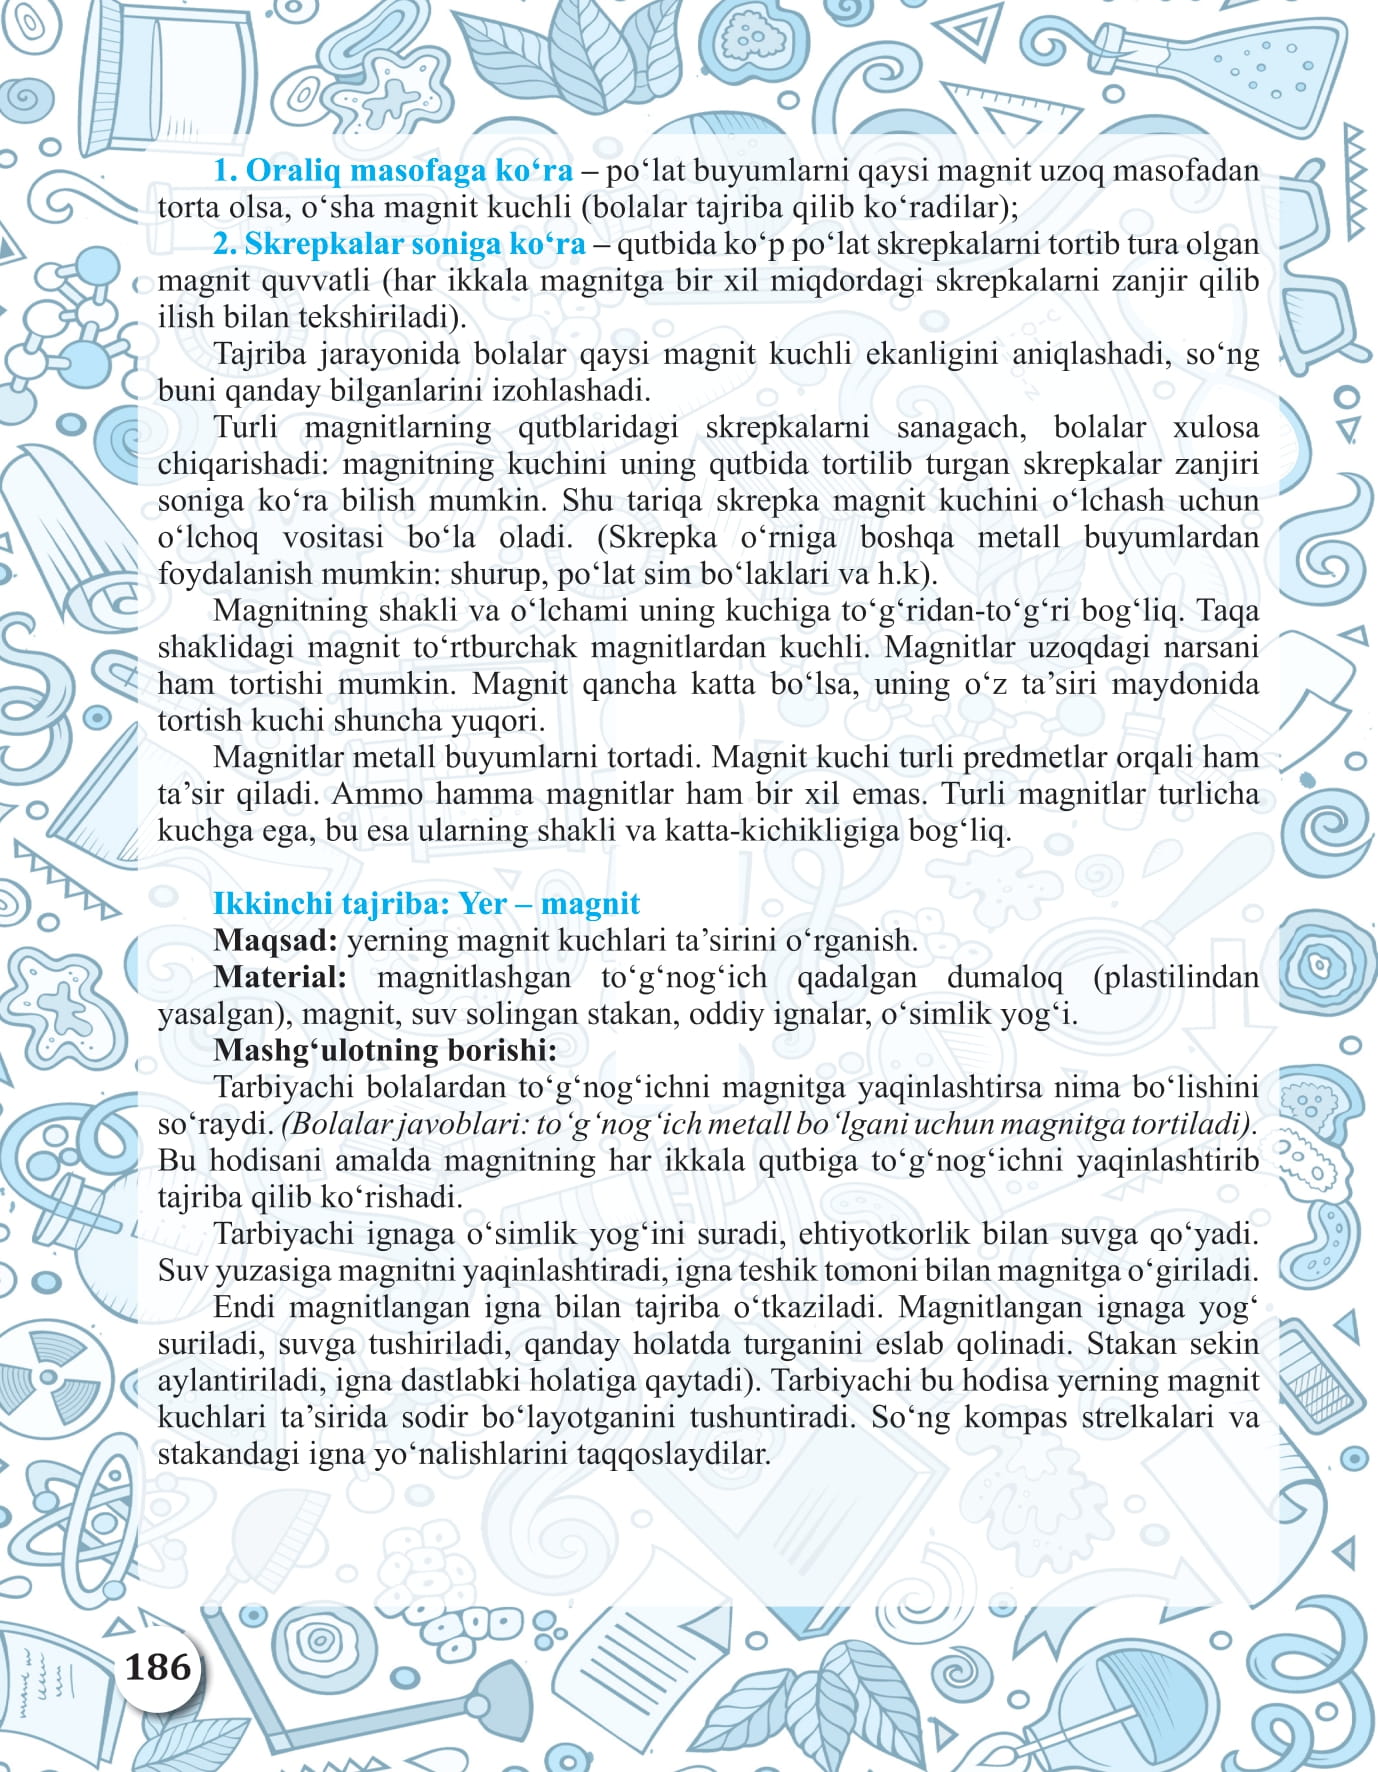 1. Oraliq masofaga ko‘ra – po‘lat buyumlarni qaysi magnit uzoq masofadan
torta olsa, o‘sha magnit kuchli (bolalar tajriba qilib ko‘radilar);
2. Skrepkalar soniga ko‘ra – qutbida ko‘p po‘lat skrepkalarni tortib tura olgan
magnit quvvatli (har ikkala magnitga bir xil miqdordagi skrepkalarni zanjir qilib
ilish bilan tekshiriladi).
Tajriba jarayonida bolalar qaysi magnit kuchli ekanligini aniqlashadi, so‘ng
buni qanday bilganlarini izohlashadi.
Turli magnitlarning qutblaridagi skrepkalarni sanagach, bolalar xulosa
chiqarishadi: magnitning kuchini uning qutbida tortilib turgan skrepkalar zanjiri
soniga ko‘ra bilish mumkin. Shu tariqa skrepka magnit kuchini o‘lchash uchun
o‘lchoq vositasi bo‘la oladi. (Skrepka o‘rniga boshqa metall buyumlardan
foydalanish mumkin: shurup, po‘lat sim bo‘laklari va h.k).
Magnitning shakli va o‘lchami uning kuchiga to‘g‘ridan-to‘g‘ri bog‘liq. Taqa
shaklidagi magnit to‘rtburchak magnitlardan kuchli. Magnitlar uzoqdagi narsani
ham tortishi mumkin. Magnit qancha katta bo‘lsa, uning o‘z ta’siri maydonida
tortish kuchi shuncha yuqori.
Magnitlar metall buyumlarni tortadi. Magnit kuchi turli predmetlar orqali ham
ta’sir qiladi. Ammo hamma magnitlar ham bir xil emas. Turli magnitlar turlicha
kuchga ega, bu esa ularning shakli va katta-kichikligiga bog‘liq.
Ikkinchi tajriba: Yer – magnit
Maqsad: yerning magnit kuchlari ta’sirini o‘rganish.
Material: magnitlashgan to‘g‘nog‘ich qadalgan dumaloq (plastilindan
yasalgan), magnit, suv solingan stakan, oddiy ignalar, o‘simlik yog‘i.
Mashg‘ulotning borishi:
Tarbiyachi bolalardan to‘g‘nog‘ichni magnitga yaqinlashtirsa nima bo‘lishini
so‘raydi. (Bolalar javoblari: to‘g‘nog‘ich metall bo‘lgani uchun magnitga tortiladi).
Bu hodisani amalda magnitning har ikkala qutbiga to‘g‘nog‘ichni yaqinlashtirib
tajriba qilib ko‘rishadi.
Tarbiyachi ignaga o‘simlik yog‘ini suradi, ehtiyotkorlik bilan suvga qo‘yadi.
Suv yuzasiga magnitni yaqinlashtiradi, igna teshik tomoni bilan magnitga o‘giriladi.
Endi magnitlangan igna bilan tajriba o‘tkaziladi. Magnitlangan ignaga yog‘
suriladi, suvga tushiriladi, qanday holatda turganini eslab qolinadi. Stakan sekin
aylantiriladi, igna dastlabki holatiga qaytadi). Tarbiyachi bu hodisa yerning magnit
kuchlari ta’sirida sodir bo‘layotganini tushuntiradi. So‘ng kompas strelkalari va
stakandagi igna yo‘nalishlarini taqqoslaydilar.
186